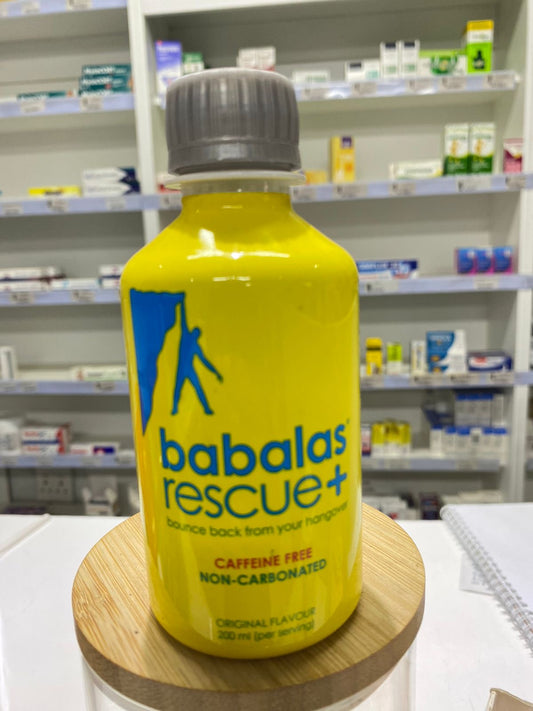 babalas
rescue+
bounce back from your hangover
CAFFEINE FREE
NON-CARBONATED
ORIGINAL FLAVOUR
200 ml (per serving)